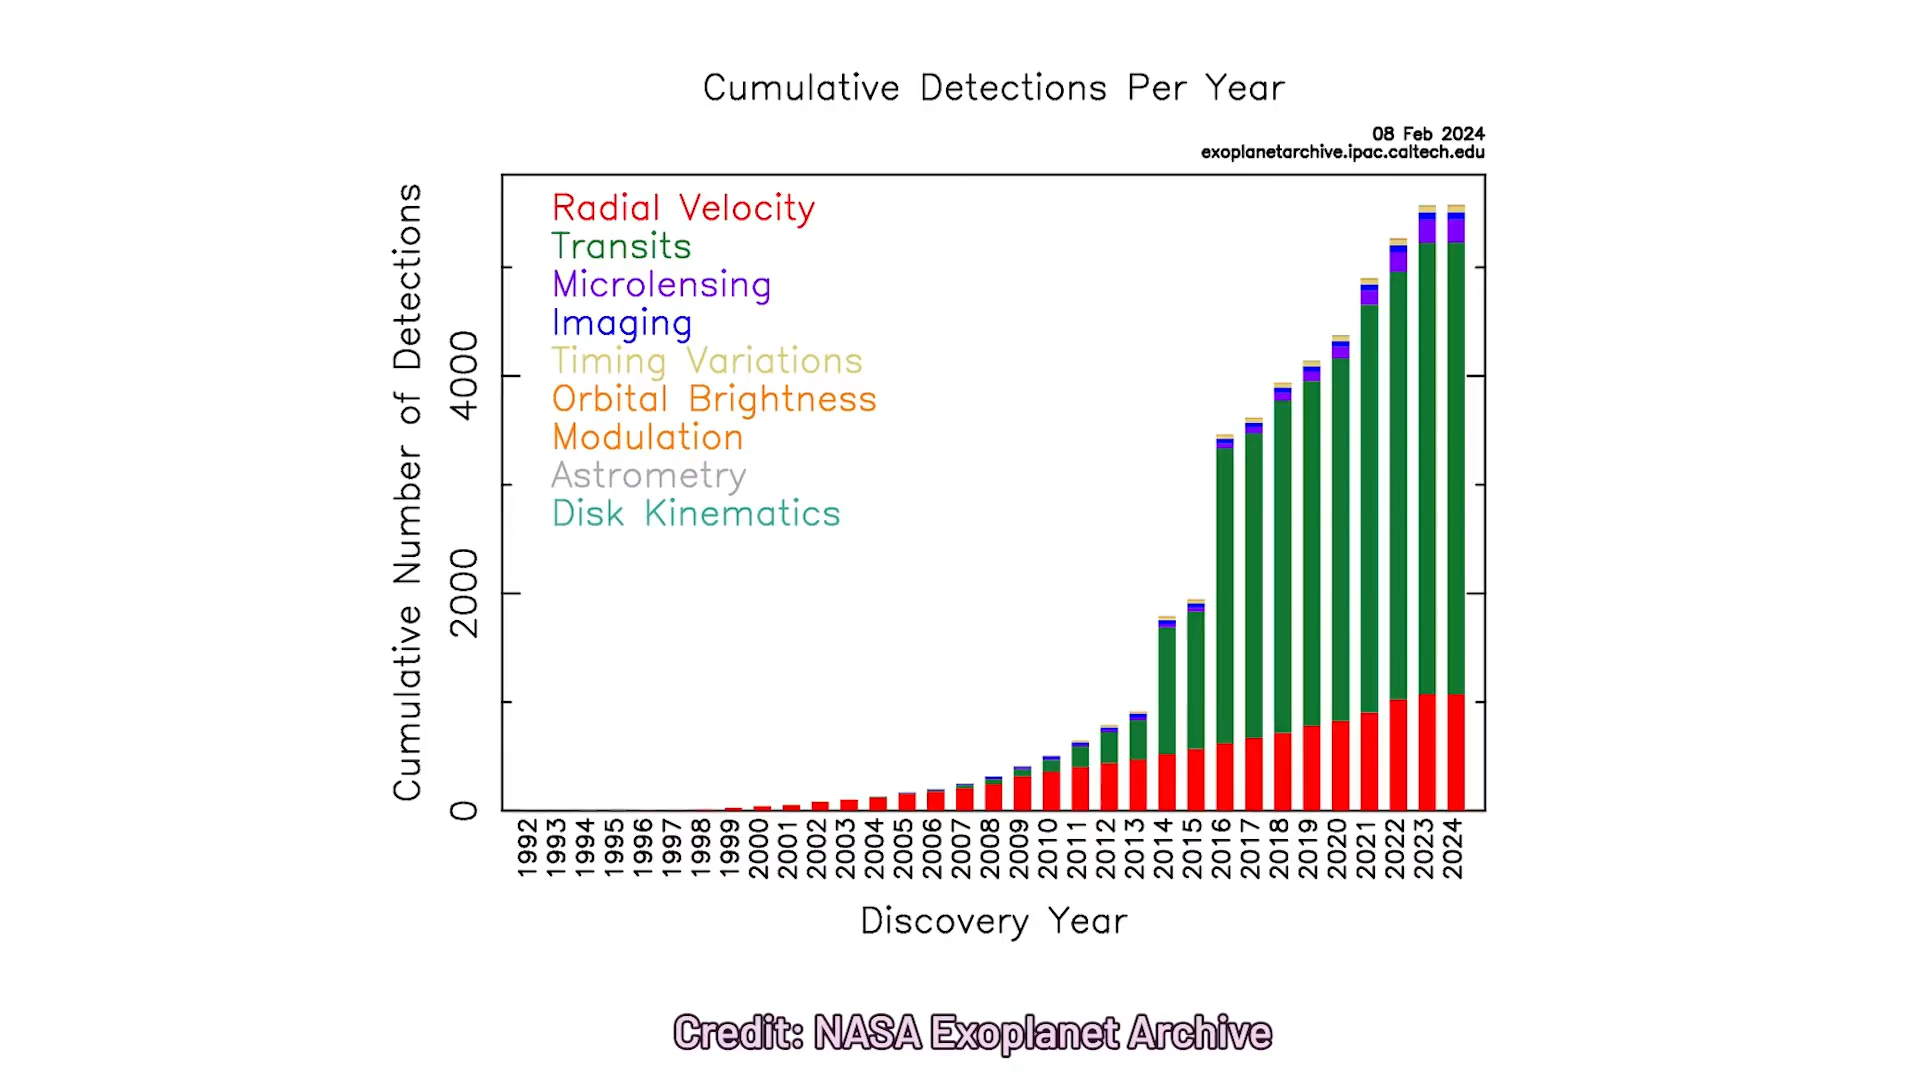 Cumulative Detections Per Year
08 Feb 2024
exoplanetarchive.ipac.caltech.edu
Radial Velocity
Transits
Microlensing
Imaging
Timing Variations
Orbital Brightness
Modulation
Astrometry
Disk Kinematics
Cumulative Number of Detections
4000
2000
0
1992 1993 1994 1995 1996 1997 1998 1999 2000 2001 2002 2003 2004 2005 2006 2007 2008 2009 2010 2011 2012 2013 2014 2015 2016 2017 2018 2019 2020 2021 2022 2023 2024
Discovery Year
Credit: NASA Exoplanet Archive